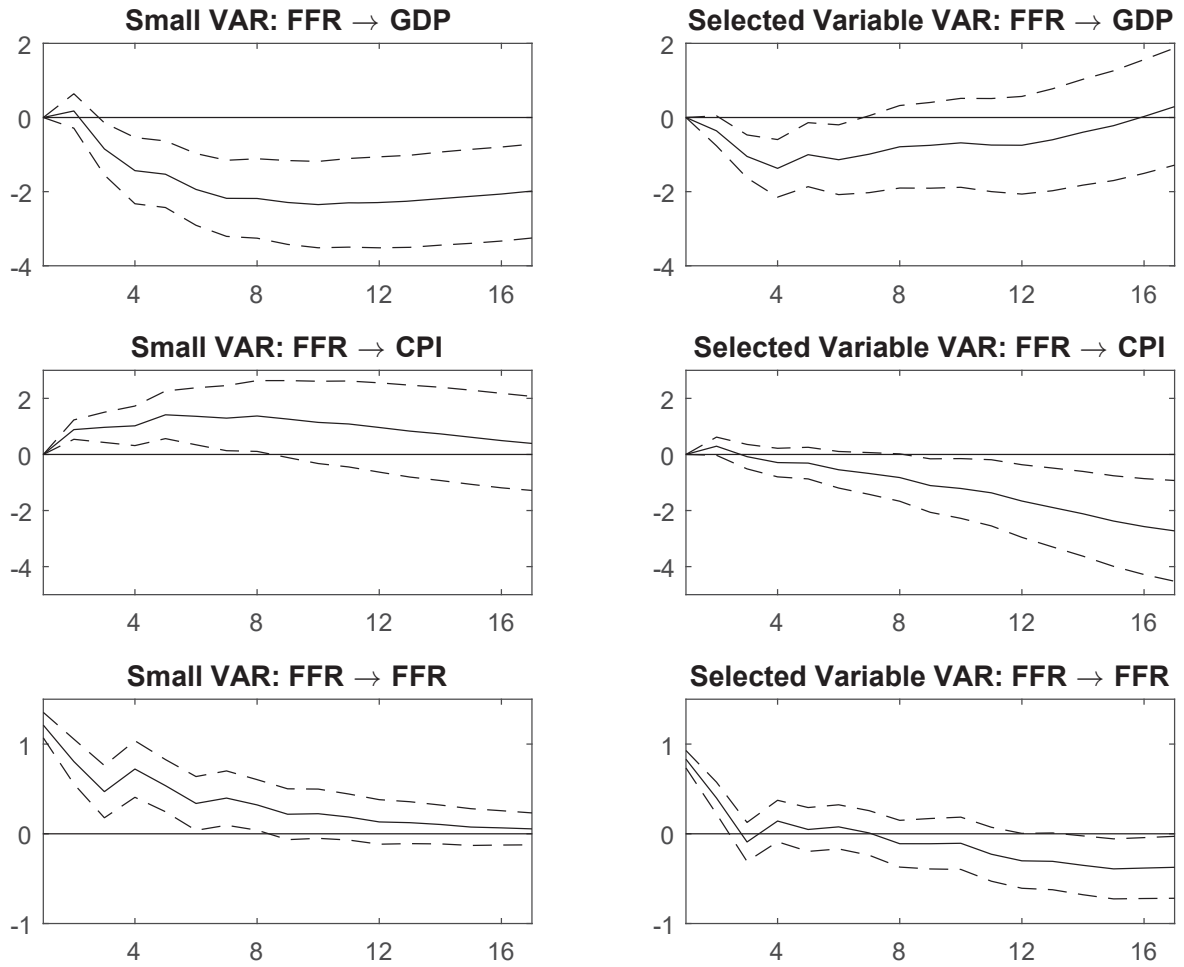 Small VAR: FFR → GDP
2
0
-2
-4
4 8 12 16
Selected Variable VAR: FFR → GDP
2
0
-2
-4
4 8 12 16
Small VAR: FFR → CPI
2
0
-2
-4
4 8 12 16
Selected Variable VAR: FFR → CPI
2
0
-2
-4
4 8 12 16
Small VAR: FFR → FFR
1
0
-1
4 8 12 16
Selected Variable VAR: FFR → FFR
1
0
-1
4 8 12 16